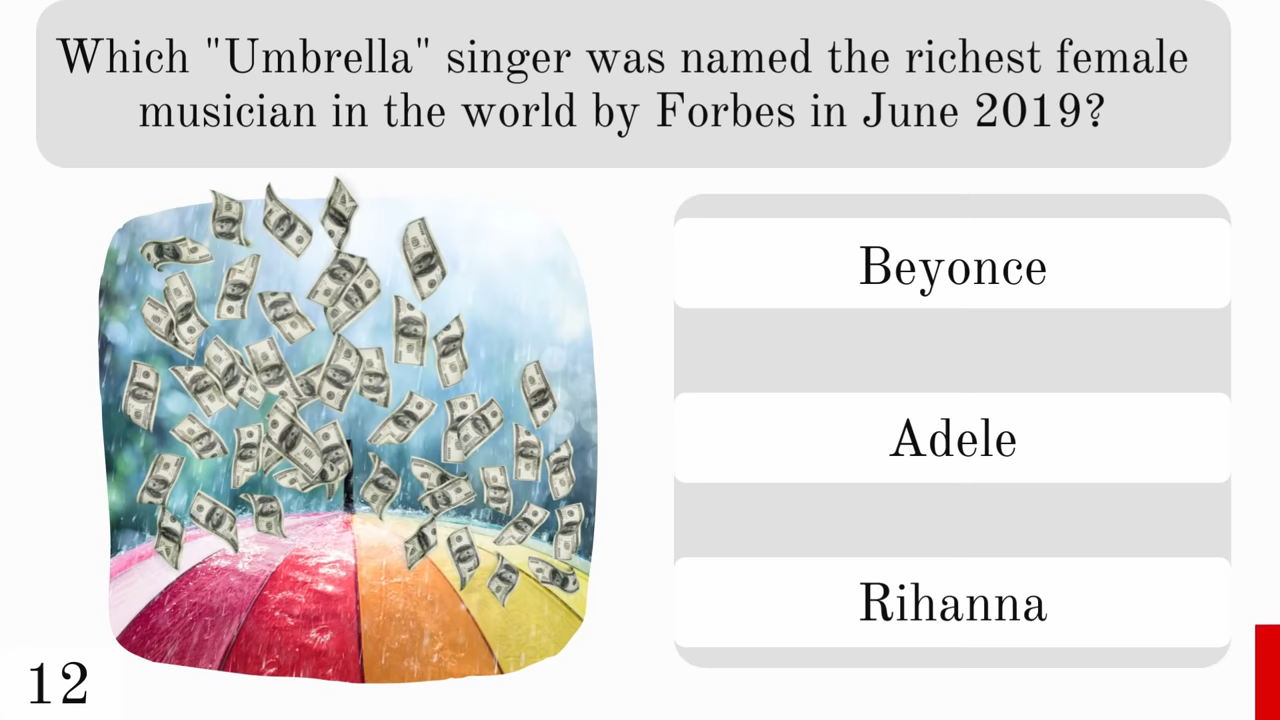 Which "Umbrella" singer was named the richest female
musician in the world by Forbes in June 2019?
Beyonce
Adele
Rihanna
12